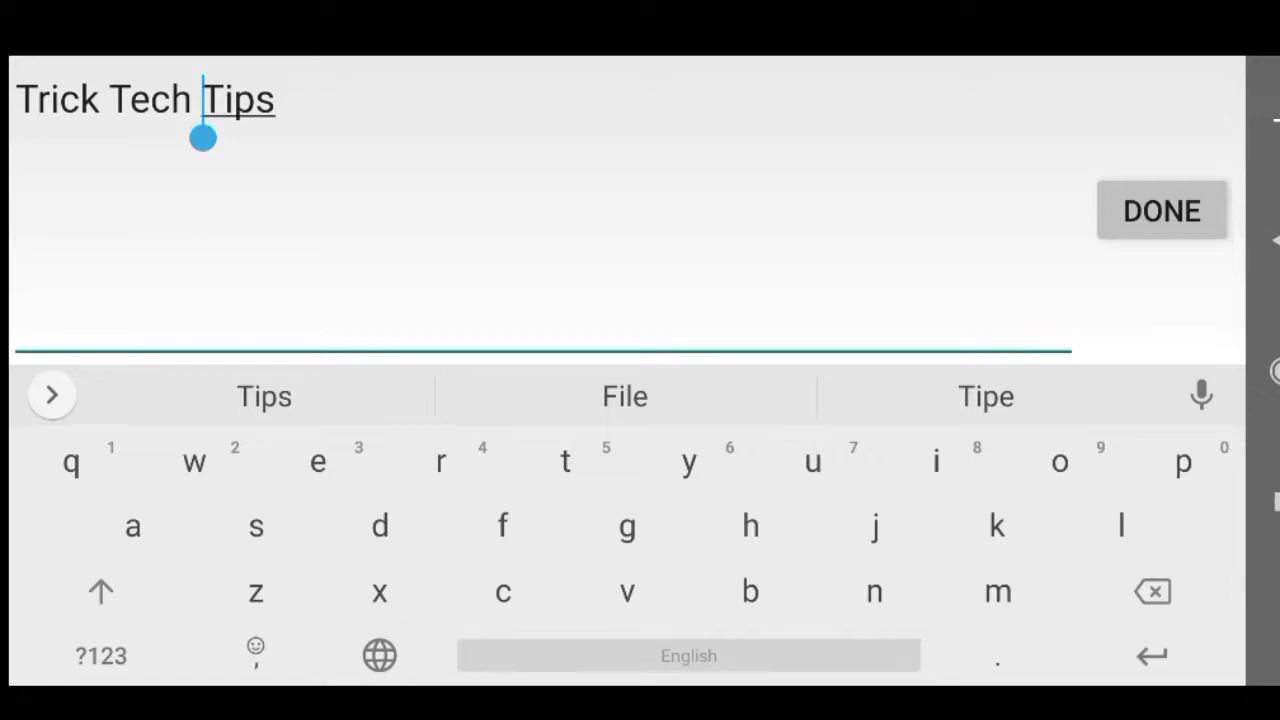 Trick Tech Tips
DONE
Tips File Tipe
q 1 w 2 e 3 r 4 t 5 y 6 u 7 i 8 o 9 p 0
a s d f g h j k l
z x c v b n m
?123 , English .